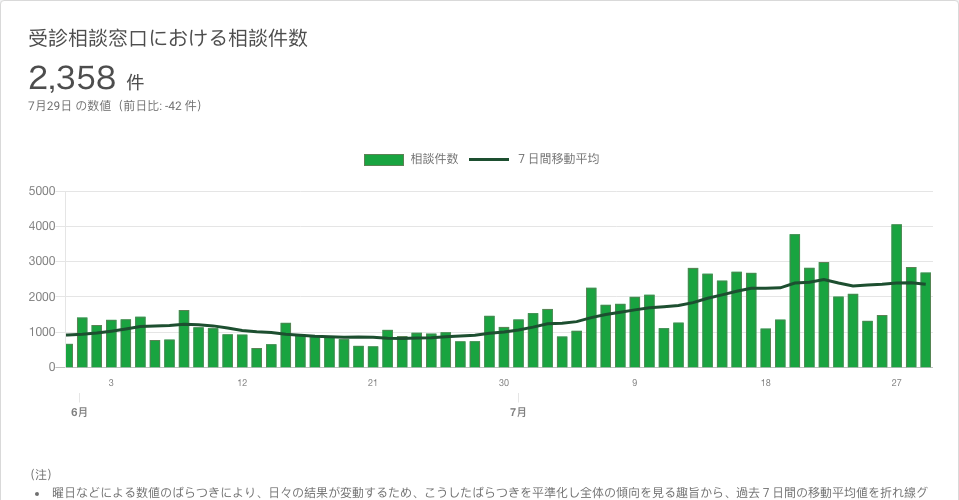 受診相談窓口における相談件数
2,358 件
7月29日 の数値（前日比: -42 件）
相談件数 7 日間移動平均
5000
4000
3000
2000
1000
0
3 12 21 30 9 18 27
6月 7月
（注）
• 曜日などによる数値のばらつきにより、日々の結果が変動するため、こうしたばらつきを平準化し全体の傾向を見る趣旨から、過去 7 日間の移動平均値を折れ線グ